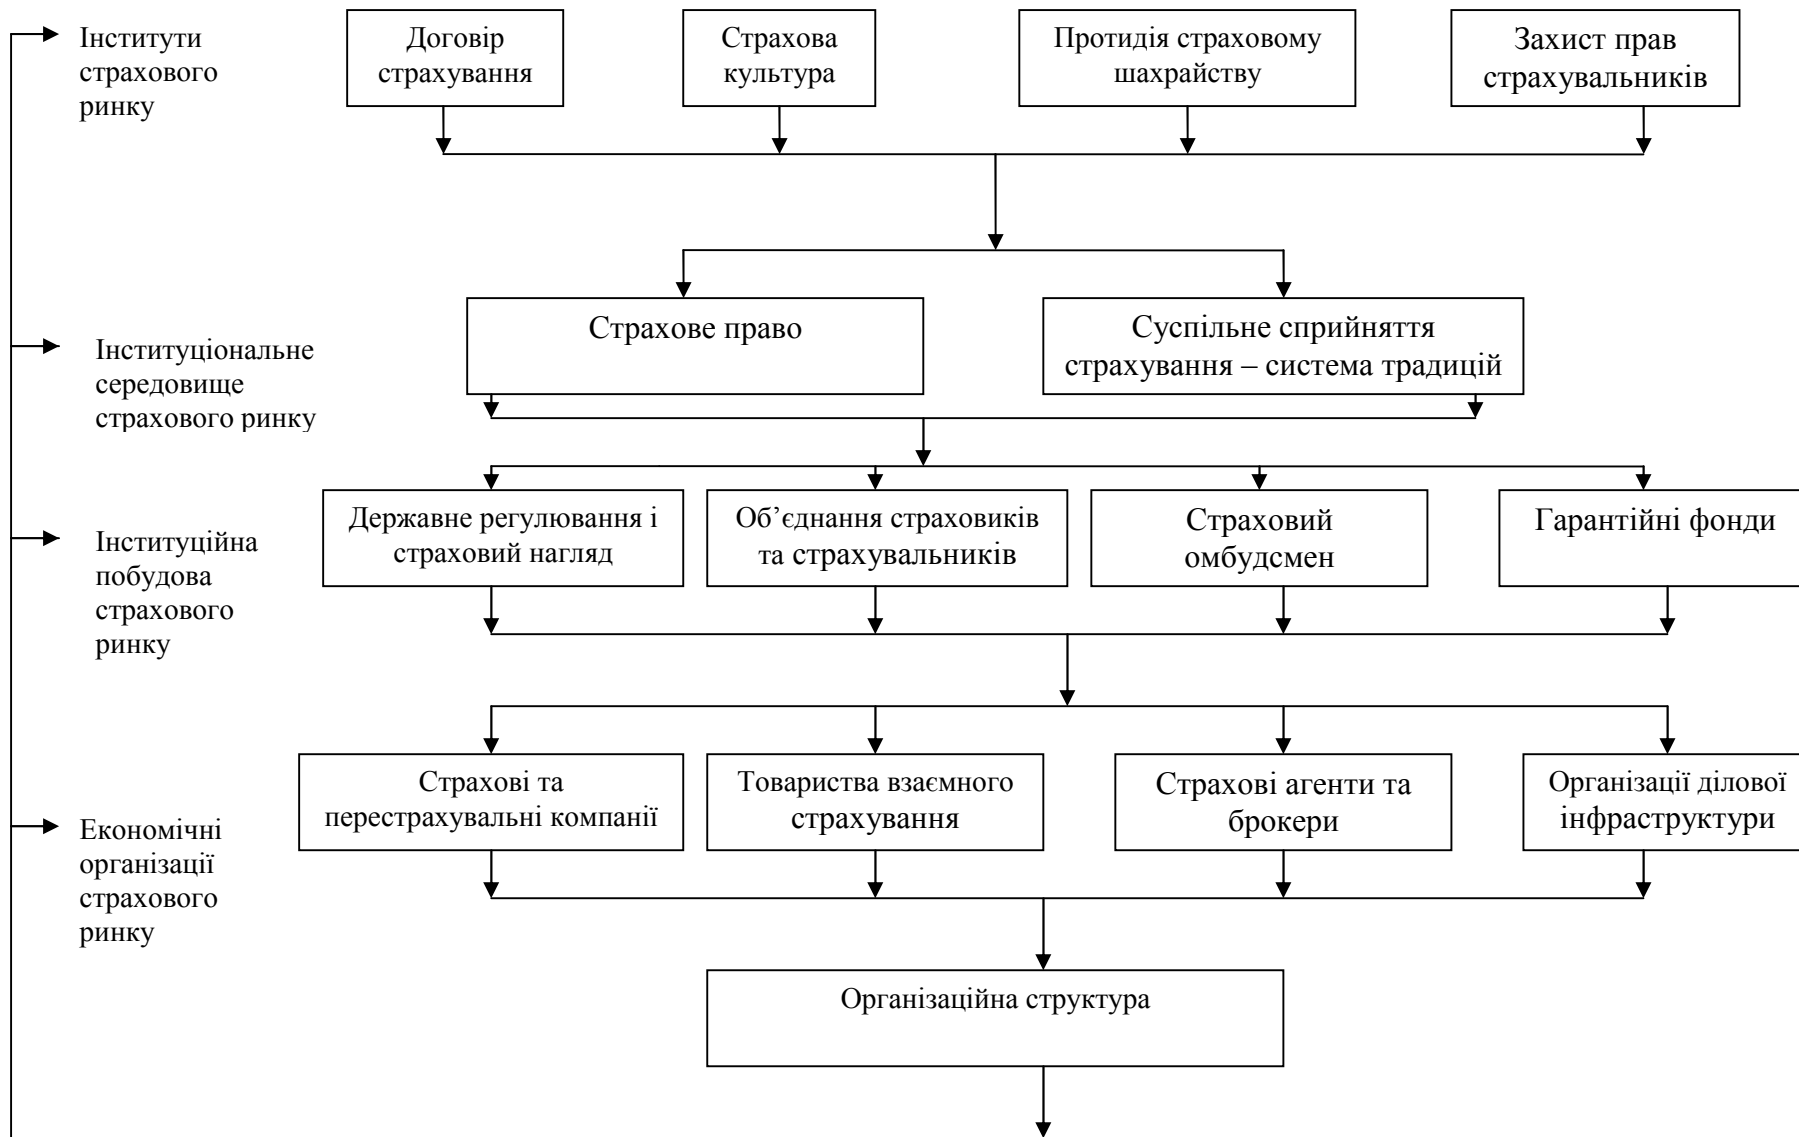 Інститути
страхового
ринку
Договір
страхування
Страхова
культура
Протидія страховому
шахрайству
Захист прав
страхувальників
Інституціональне
середовище
страхового ринку
Страхове право
Суспільне сприйняття
страхування – система традицій
Інституційна
побудова
страхового
ринку
Державне регулювання і
страховий нагляд
Об’єднання страховиків
та страхувальників
Страховий
омбудсмен
Гарантійні фонди
Економічні
організації
страхового
ринку
Страхові та
перестрахувальні компанії
Товариства взаємного
страхування
Страхові агенти та
брокери
Організації ділової
інфраструктури
Організаційна структура